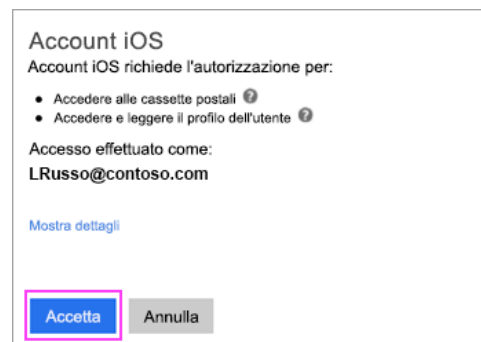 Account iOS
Account iOS richiede l'autorizzazione per:
• Accedere alle cassette postali ?
• Accedere e leggere il profilo dell'utente ?
Accesso effettuato come:
LRusso@contoso.com
Mostra dettagli
Accetta Annulla